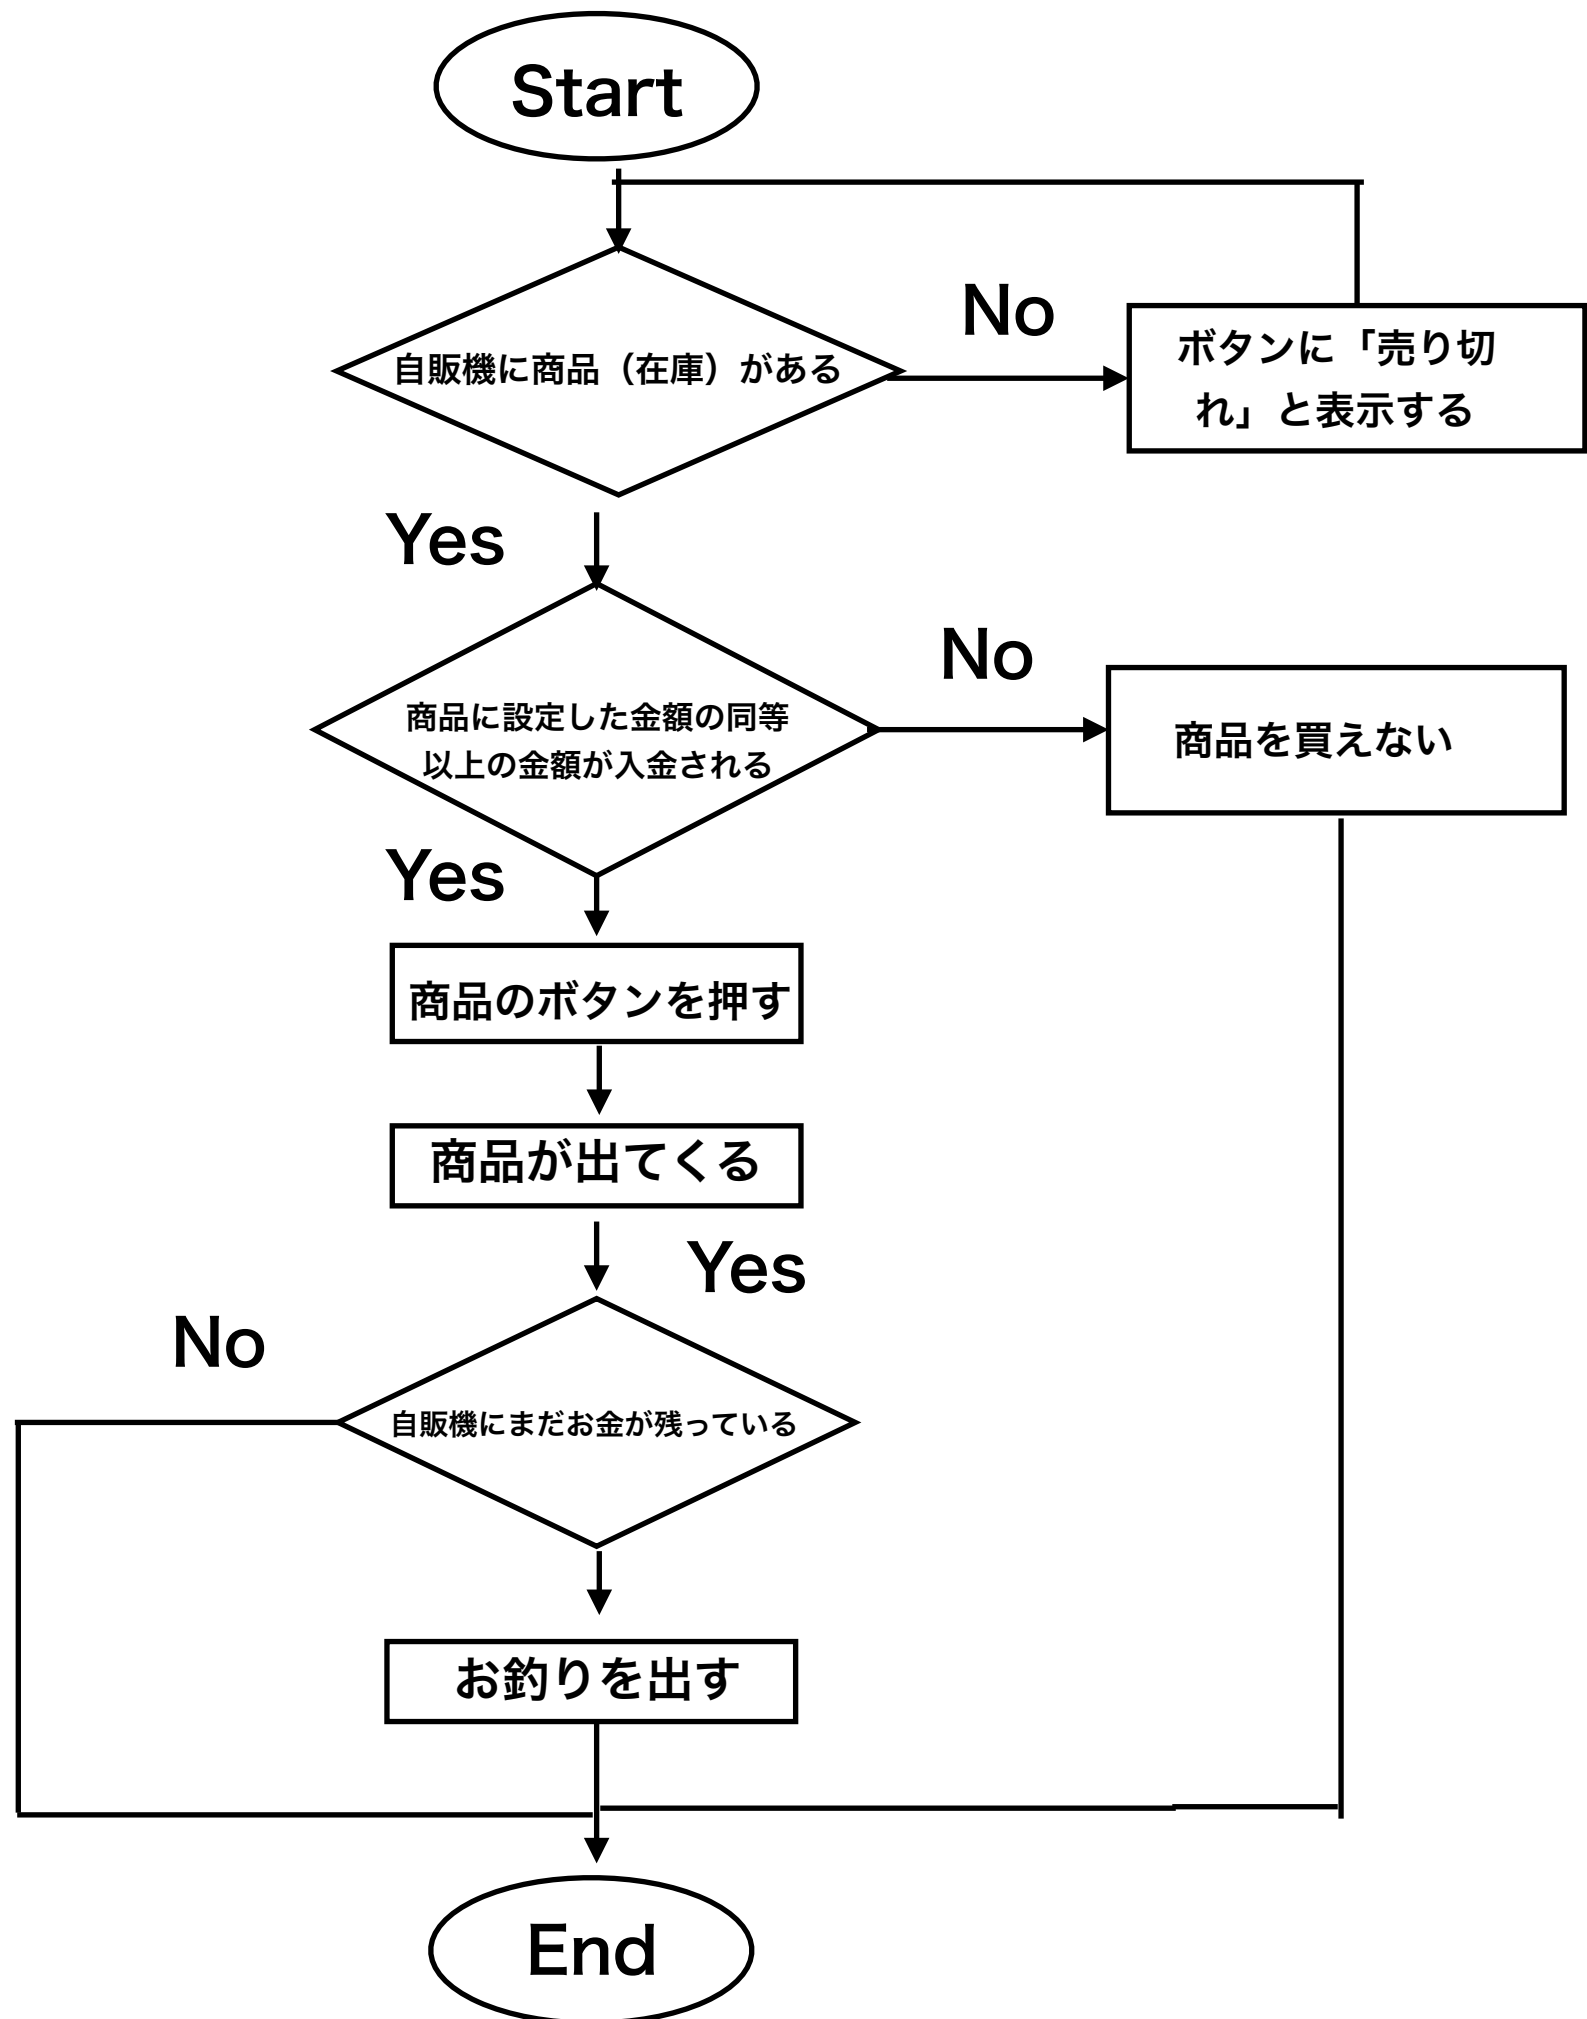 Start
自販機に商品（在庫）がある
No
ボタンに「売り切
れ」と表示する
Yes
商品に設定した金額の同等
以上の金額が入金される
No
商品を買えない
Yes
商品のボタンを押す
商品が出てくる
Yes
No
自販機にまだお金が残っている
お釣りを出す
End